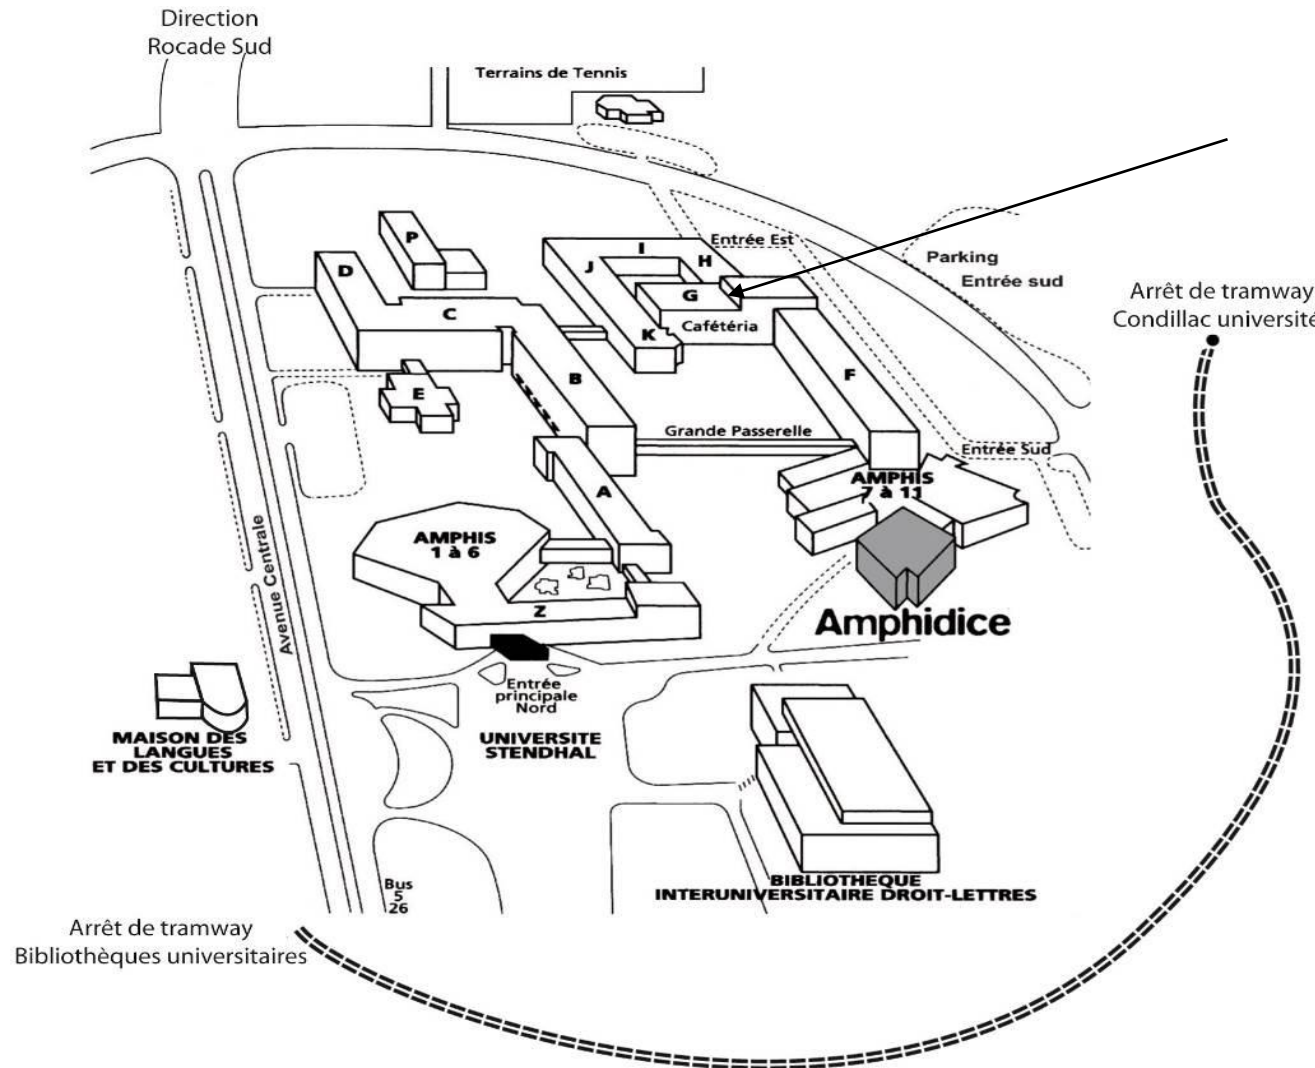 Direction
Rocade Sud
Terrains de Tennis
P
D
I
J
H
Entrée Est
G
C
Cafétéria
K
Parking
Entrée sud
Arrêt de tramway
Condillac université
B
F
E
Grande Passerelle
Entrée Sud
A
AMPHIS
7 à 11
AMPHIS
1 à 6
Z
Amphidice
Avenue Centrale
Entrée
principale
Nord
UNIVERSITE
STENDHAL
MAISON DES
LANGUES
ET DES CULTURES
BIBLIOTHEQUE
INTERUNIVERSITAIRE DROIT-LETTRES
Bus
5
26
Arrêt de tramway
Bibliothèques universitaires